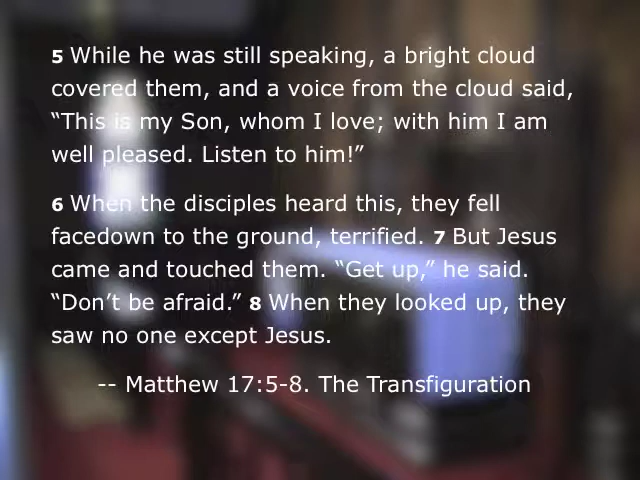 5 While he was still speaking, a bright cloud
covered them, and a voice from the cloud said,
“This is my Son, whom I love; with him I am
well pleased. Listen to him!”
6 When the disciples heard this, they fell
facedown to the ground, terrified. 7 But Jesus
came and touched them. “Get up,” he said.
“Don’t be afraid.” 8 When they looked up, they
saw no one except Jesus.
-- Matthew 17:5-8. The Transfiguration